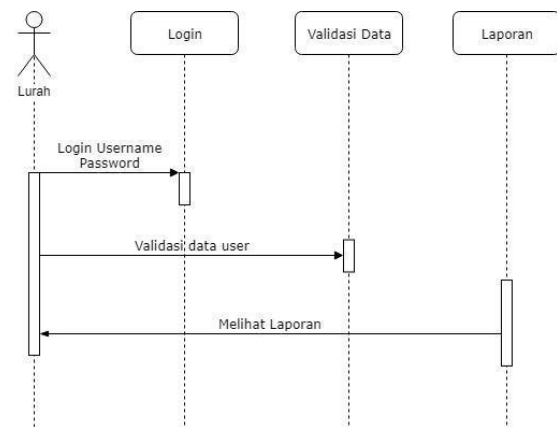 Login
Validasi Data
Laporan
Lurah
Login Username
Password
Validasi data user
Melihat Laporan